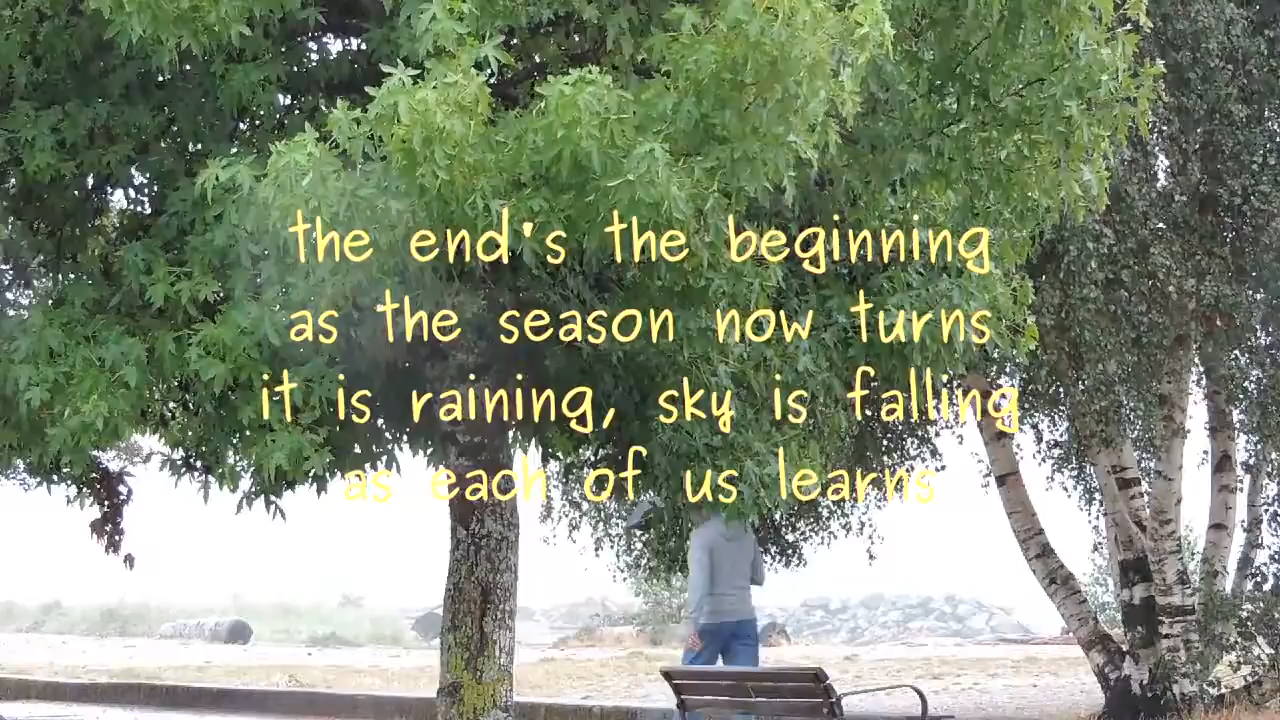 the end's the beginning
as the season now turns
it is raining, sky is falling
as each of us learns